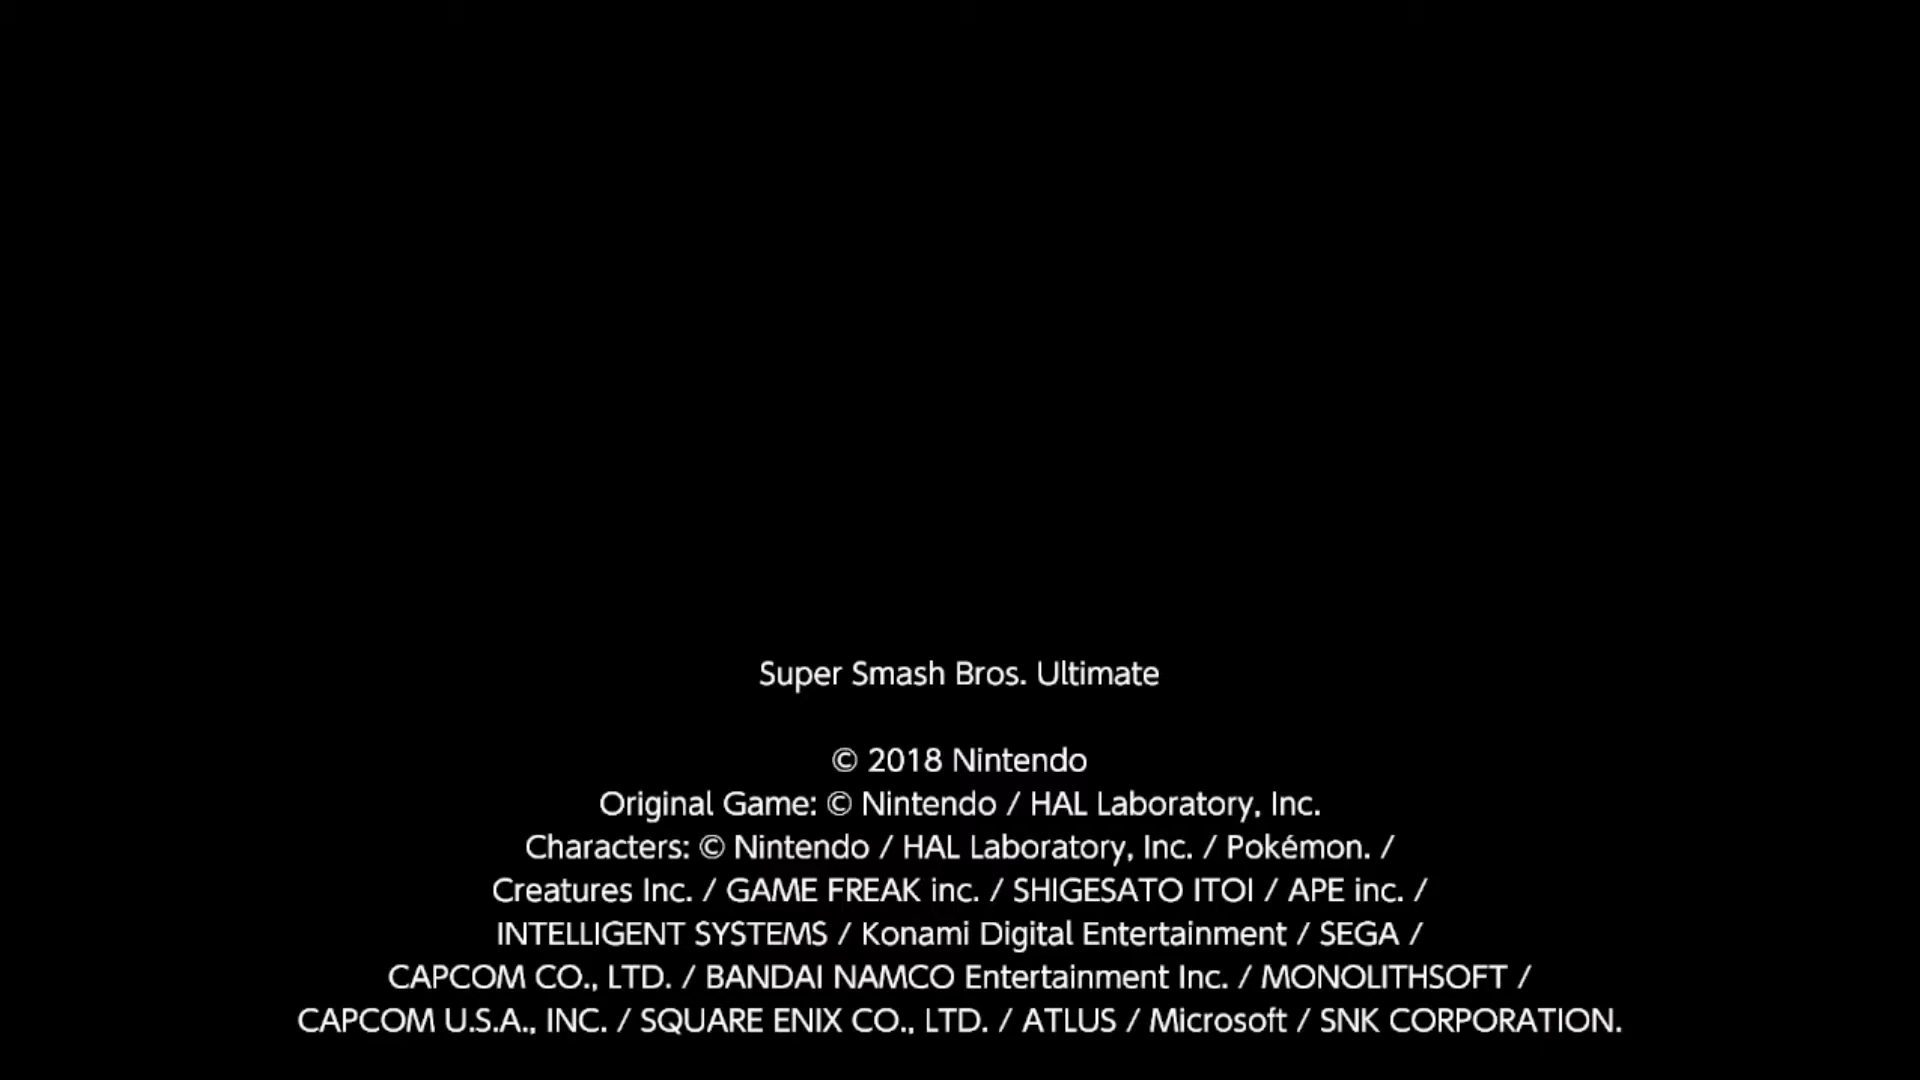 Super Smash Bros. Ultimate
© 2018 Nintendo
Original Game: © Nintendo / HAL Laboratory, Inc.
Characters: © Nintendo / HAL Laboratory, Inc. / Pokémon. /
Creatures Inc. / GAME FREAK inc. / SHIGESATO ITOI / APE inc. /
INTELLIGENT SYSTEMS / Konami Digital Entertainment / SEGA /
CAPCOM CO., LTD. / BANDAI NAMCO Entertainment Inc. / MONOLITHSOFT /
CAPCOM U.S.A., INC. / SQUARE ENIX CO., LTD. / ATLUS / Microsoft / SNK CORPORATION.